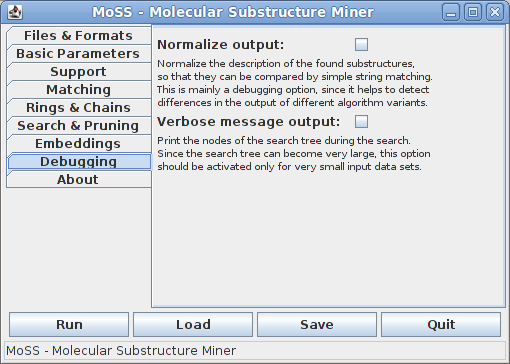 MoSS - Molecular Substructure Miner
Files & Formats
Basic Parameters
Support
Matching
Rings & Chains
Search & Pruning
Embeddings
Debugging
About
Normalize output:
Normalize the description of the found substructures,
so that they can be compared by simple string matching.
This is mainly a debugging option, since it helps to detect
differences in the output of different algorithm variants.
Verbose message output:
Print the nodes of the search tree during the search.
Since the search tree can become very large, this option
should be activated only for very small input data sets.
Run
Load
Save
Quit
MoSS - Molecular Substructure Miner